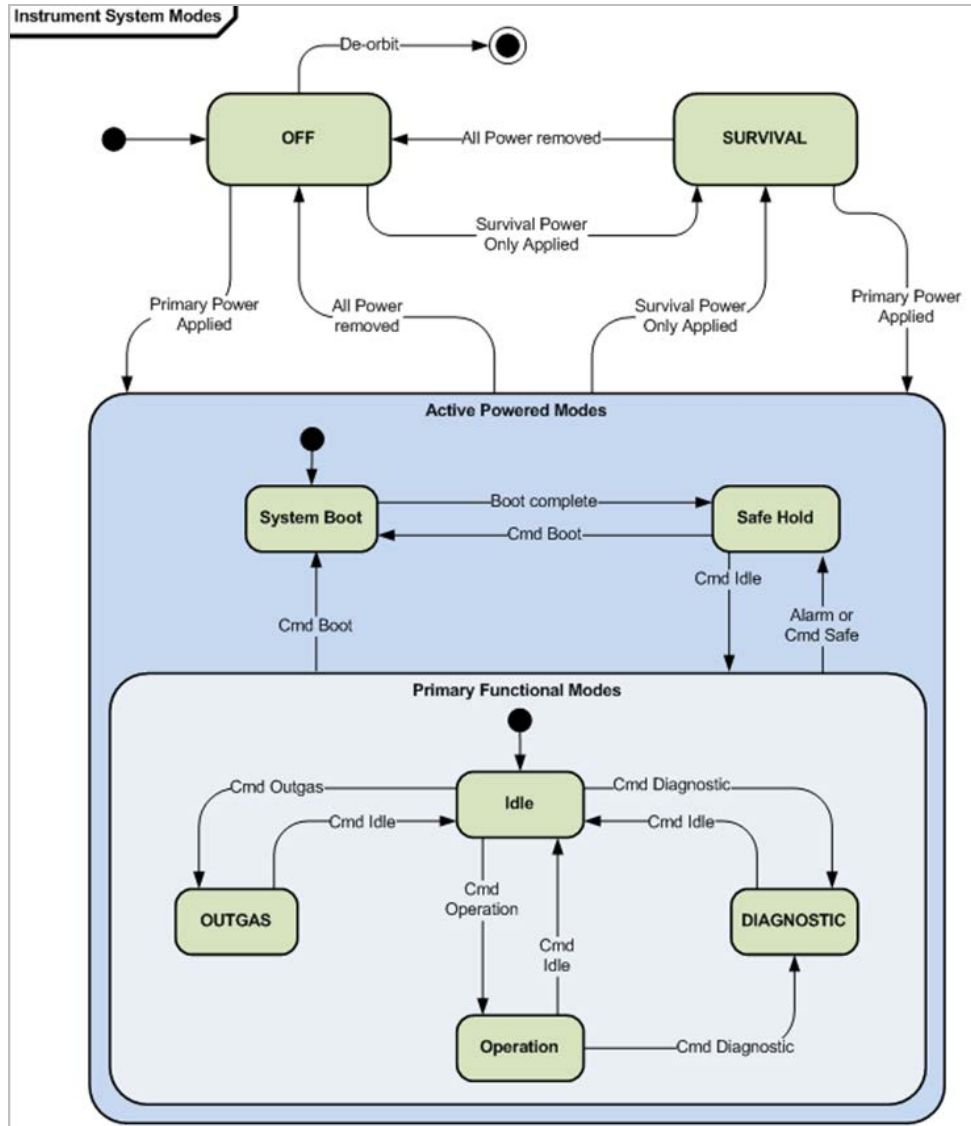 Instrument System Modes
De-orbit
OFF
All Power removed
SURVIVAL
Survival Power
Only Applied
Primary Power
Applied
All Power
removed
Survival Power
Only Applied
Primary Power
Applied
Active Powered Modes
System Boot
Boot complete
Cmd Boot
Safe Hold
Cmd Boot
Cmd Idle
Alarm or
Cmd Safe
Primary Functional Modes
Cmd Outgas
Idle
Cmd Diagnostic
Cmd Idle
Cmd Idle
OUTGAS
Cmd
Operation
Cmd
Idle
DIAGNOSTIC
Operation
Cmd Diagnostic